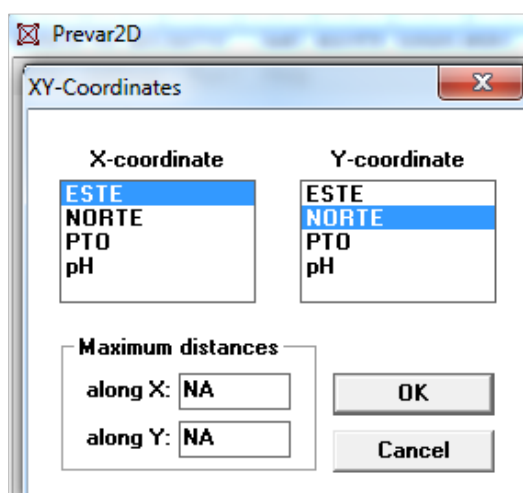 Prevar2D
XY-Coordinates
X-coordinate
Y-coordinate
ESTE
NORTE
PTO
pH
ESTE
NORTE
PTO
pH
Maximum distances
along X: NA
along Y: NA
OK
Cancel